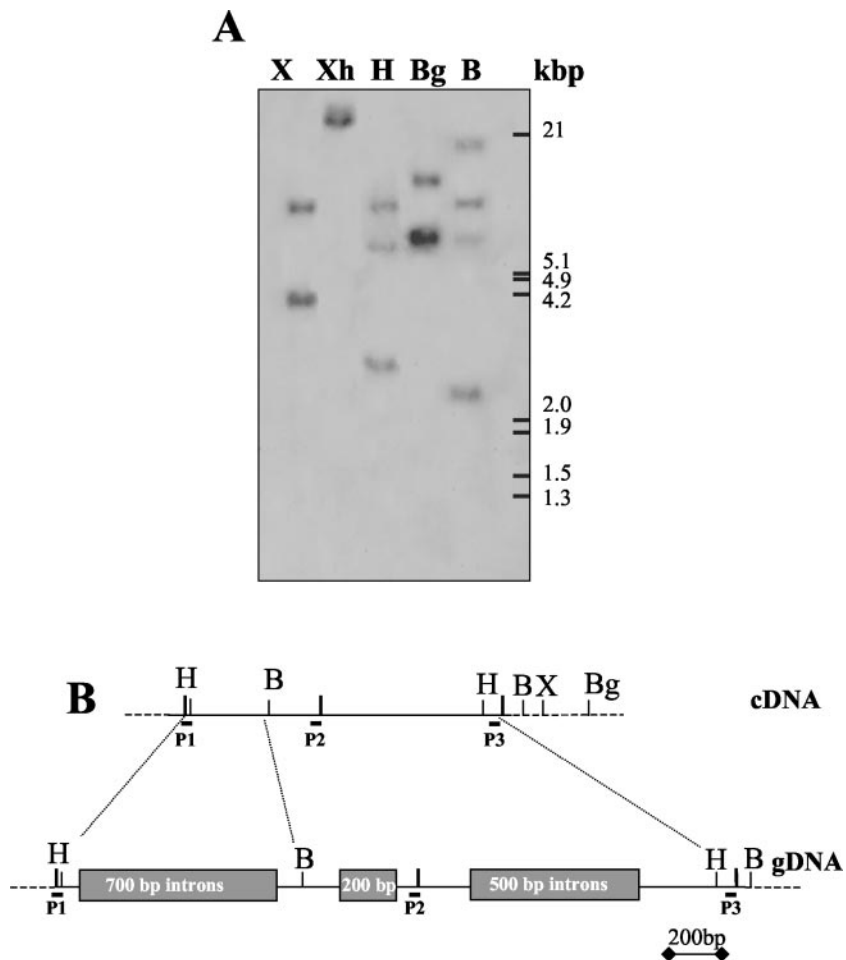 A
X Xh H Bg B kbp
21
5.1
4.9
4.2
2.0
1.9
1.5
1.3
B
H B H B X Bg cDNA
P1 P2 P3
H B H B gDNA
700 bp introns 200 bp 500 bp introns
P1 P2 P3
200bp